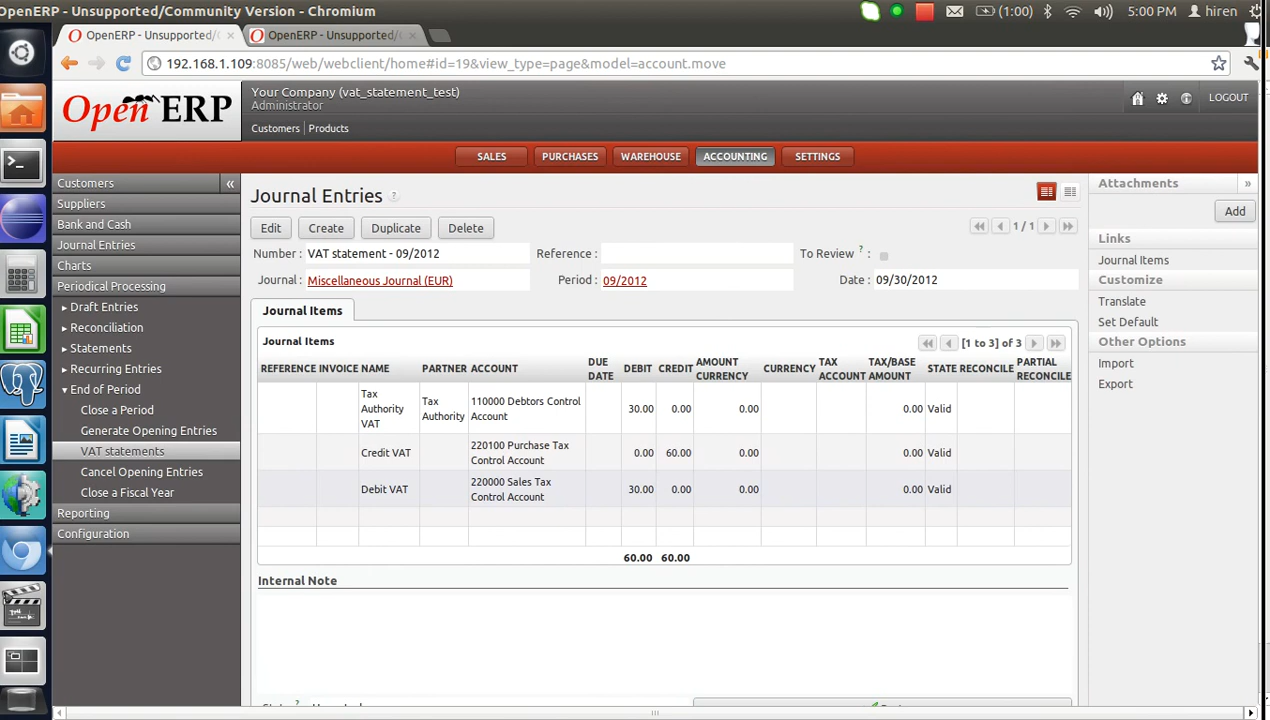 OpenERP - Unsupported/Community Version - Chromium
(1:00)
5:00 PM
hiren
OpenERP - Unsupported/
OpenERP - Unsupported/
192.168.1.109:8085/web/webclient/home#id=19&view_type=page&model=account.move
Open ERP
Your Company (vat_statement_test)
Administrator
LOGOUT
Customers | Products
SALES
PURCHASES
WAREHOUSE
ACCOUNTING
SETTINGS
Customers
«
Suppliers
Bank and Cash
Journal Entries
Charts
Periodical Processing
Draft Entries
Reconciliation
Statements
Recurring Entries
End of Period
Close a Period
Generate Opening Entries
VAT statements
Cancel Opening Entries
Close a Fiscal Year
Reporting
Configuration
Journal Entries ?
Edit
Create
Duplicate
Delete
1 / 1
Number : VAT statement - 09/2012
Reference :
To Review ? :
Journal : Miscellaneous Journal (EUR)
Period : 09/2012
Date : 09/30/2012
Journal Items
Journal Items
[1 to 3] of 3
REFERENCE INVOICE NAME PARTNER ACCOUNT DUE DATE DEBIT CREDIT AMOUNT CURRENCY CURRENCY TAX ACCOUNT TAX/BASE AMOUNT STATE RECONCILE PARTIAL RECONCILE
Tax Authority VAT Tax Authority 110000 Debtors Control Account 30.00 0.00 0.00 0.00 Valid
Credit VAT 220100 Purchase Tax Control Account 0.00 60.00 0.00 0.00 Valid
Debit VAT 220000 Sales Tax Control Account 30.00 0.00 0.00 0.00 Valid
60.00 60.00
Internal Note
Attachments
»
Add
Links
Journal Items
Customize
Translate
Set Default
Other Options
Import
Export